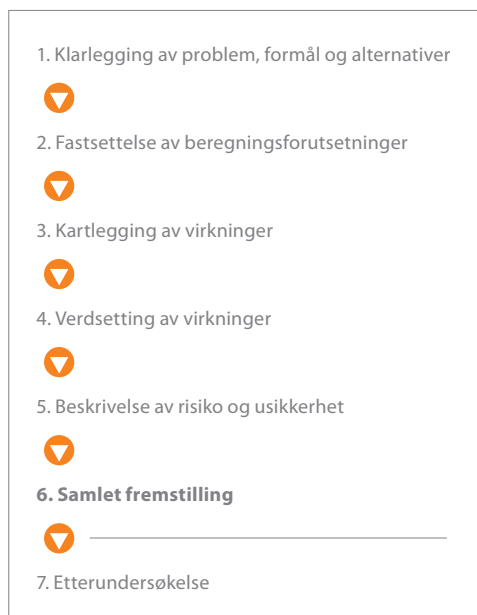 1. Klarlegging av problem, formål og alternativer
2. Fastsettelse av beregningsforutsetninger
3. Kartlegging av virkninger
4. Verdsetting av virkninger
5. Beskrivelse av risiko og usikkerhet
6. Samlet fremstilling
7. Etterundersøkelse